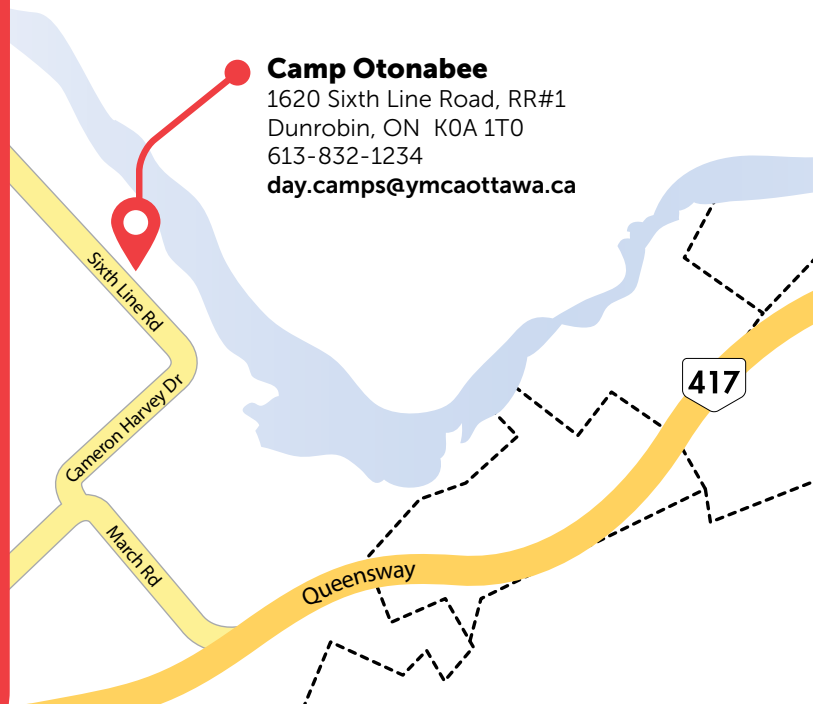 Camp Otonabee
1620 Sixth Line Road, RR#1
Dunrobin, ON  K0A 1T0
613-832-1234
day.camps@ymcaottawa.ca
Sixth Line Rd
417
Cameron Harvey Dr
March Rd
Queensway